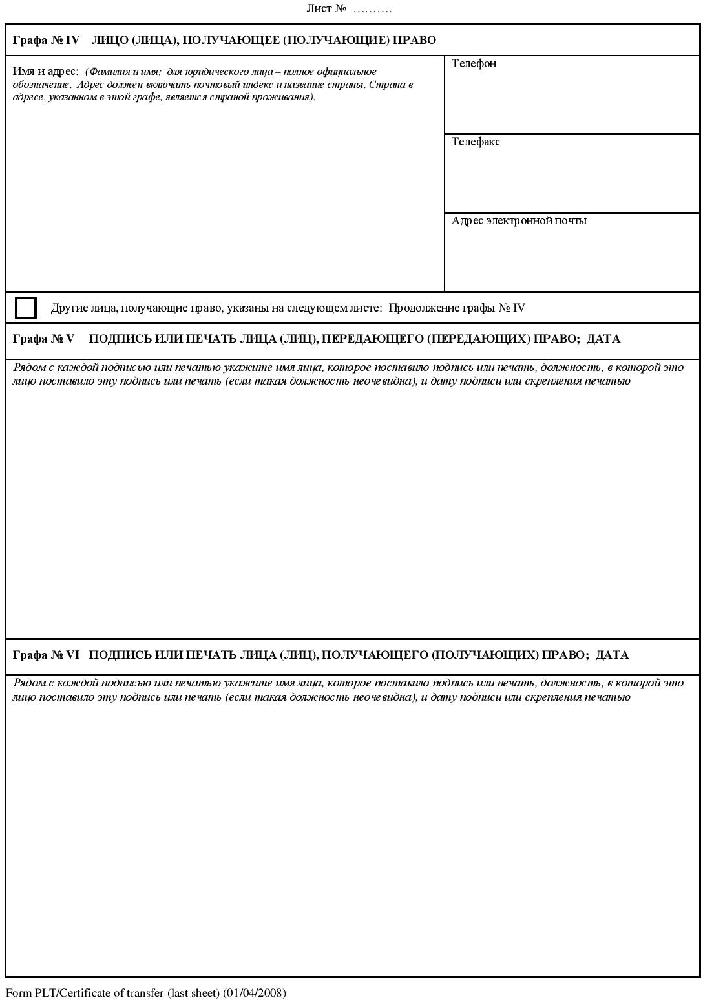 Лист № ..........
Графа № IV ЛИЦО (ЛИЦА), ПОЛУЧАЮЩЕЕ (ПОЛУЧАЮЩИЕ) ПРАВО
Имя и адрес: (Фамилия и имя; для юридического лица – полное официальное
обозначение. Адрес должен включать почтовый индекс и название страны. Страна в
адресе, указанном в этой графе, является страной проживания).
Телефон
Телефакс
Адрес электронной почты
Другие лица, получающие право, указаны на следующем листе: Продолжение графы № IV
Графа № V ПОДПИСЬ ИЛИ ПЕЧАТЬ ЛИЦА (ЛИЦ), ПЕРЕДАЮЩЕГО (ПЕРЕДАЮЩИХ) ПРАВО; ДАТА
Рядом с каждой подписью или печатью укажите имя лица, которое поставило подпись или печать, должность, в которой это
лицо поставило эту подпись или печать (если такая должность неочевидна), и дату подписи или скрепления печатью
Графа № VI ПОДПИСЬ ИЛИ ПЕЧАТЬ ЛИЦА (ЛИЦ), ПОЛУЧАЮЩЕГО (ПОЛУЧАЮЩИХ) ПРАВО; ДАТА
Рядом с каждой подписью или печатью укажите имя лица, которое поставило подпись или печать, должность, в которой это
лицо поставило эту подпись или печать (если такая должность неочевидна), и дату подписи или скрепления печатью
Form PLT/Certificate of transfer (last sheet) (01/04/2008)